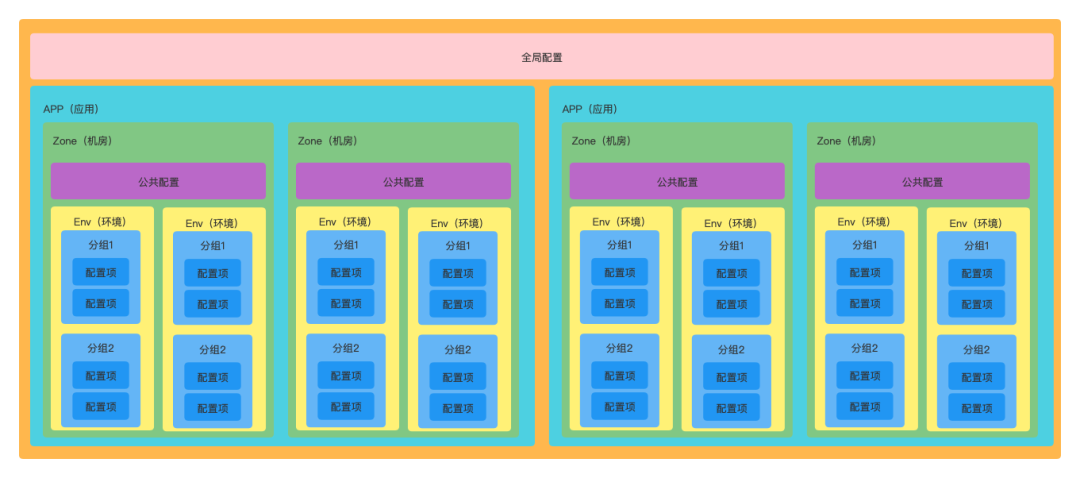 全局配置
APP（应用）
Zone（机房）
公共配置
Env（环境）
分组1
配置项
配置项
分组2
配置项
配置项
Env（环境）
分组1
配置项
配置项
分组2
配置项
配置项
Zone（机房）
公共配置
Env（环境）
分组1
配置项
配置项
分组2
配置项
配置项
Env（环境）
分组1
配置项
配置项
分组2
配置项
配置项
APP（应用）
Zone（机房）
公共配置
Env（环境）
分组1
配置项
配置项
分组2
配置项
配置项
Env（环境）
分组1
配置项
配置项
分组2
配置项
配置项
Zone（机房）
公共配置
Env（环境）
分组1
配置项
配置项
分组2
配置项
配置项
Env（环境）
分组1
配置项
配置项
分组2
配置项
配置项